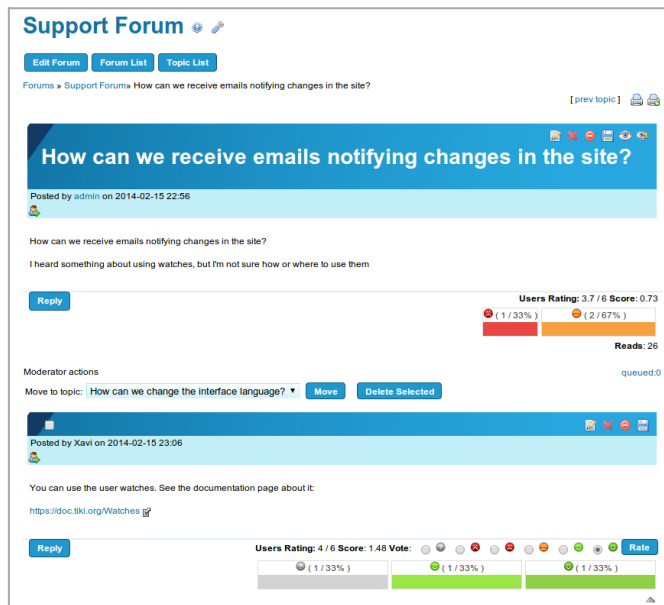 Support Forum
Edit Forum Forum List Topic List
Forums » Support Forum» How can we receive emails notifying changes in the site?
[ prev topic ]
How can we receive emails notifying changes in the site?
Posted by admin on 2014-02-15 22:56
How can we receive emails notifying changes in the site?
I heard something about using watches, but I'm not sure how or where to use them
Reply
Users Rating: 3.7 / 6 Score: 0.73
( 1 / 33% ) ( 2 / 67% )
Reads: 26
Moderator actions
queued:0
Move to topic: How can we change the interface language? Move Delete Selected
Posted by Xavi on 2014-02-15 23:06
You can use the user watches. See the documentation page about it:
https://doc.tiki.org/Watches
Reply
Users Rating: 4 / 6 Score: 1.48 Vote: Rate
( 1 / 33% ) ( 1 / 33% ) ( 1 / 33% )